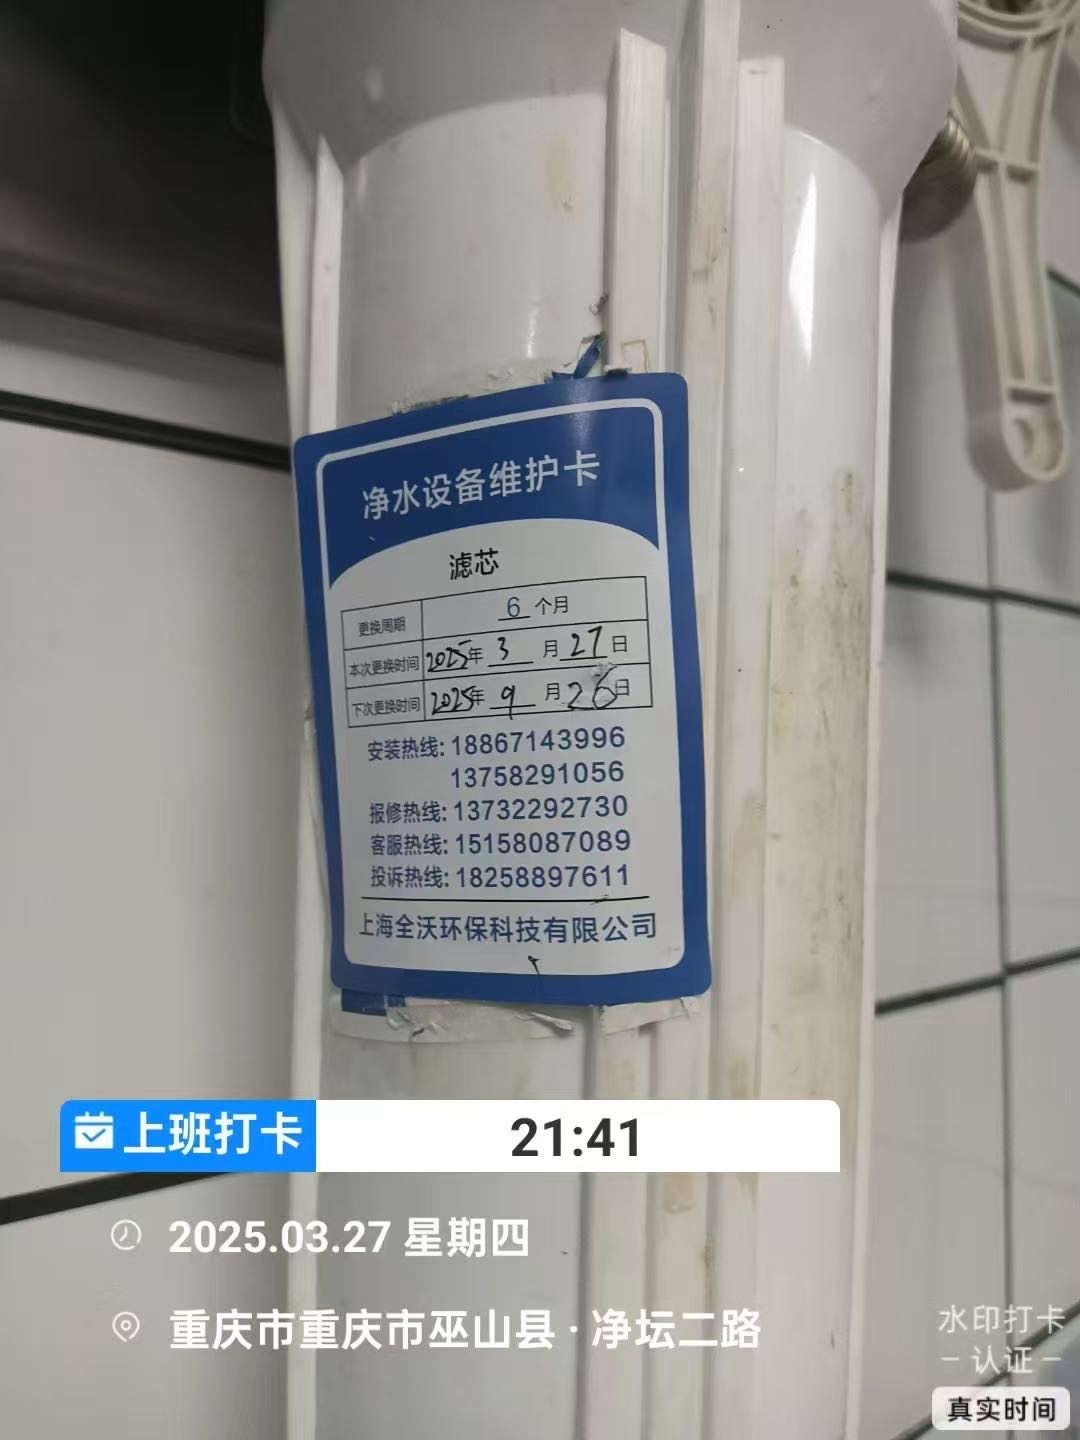 净水设备维护卡
滤芯
更换周期 6 个月
本次更换时间 2025年 3 月 27 日
下次更换时间 2025年 9 月 26 日
安装热线: 18867143996
13758291056
报修热线: 13732292730
客服热线: 15158087089
投诉热线: 18258897611
上海全沃环保科技有限公司
上班打卡 21:41
2025.03.27 星期四
重庆市重庆市巫山县 · 净坛二路
水印打卡
– 认证 –
真实时间